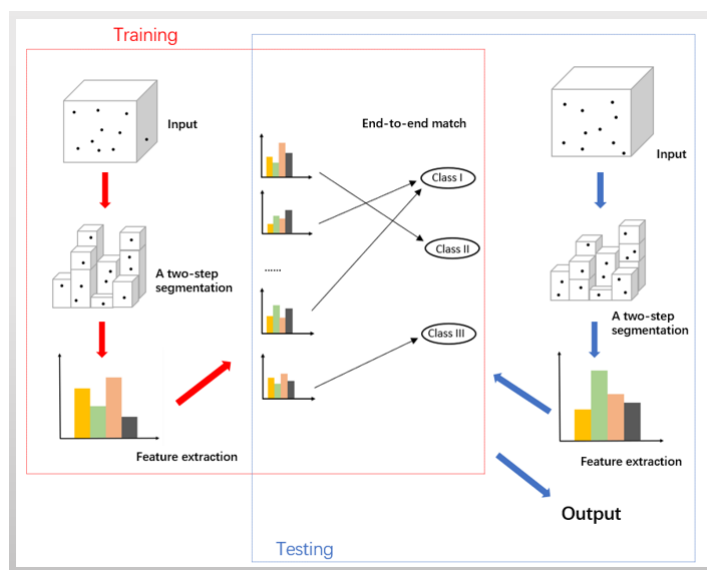 Training
Input
A two-step
segmentation
Feature extraction
End-to-end match
Class I
Class II
......
Class III
Input
A two-step
segmentation
Feature extraction
Output
Testing